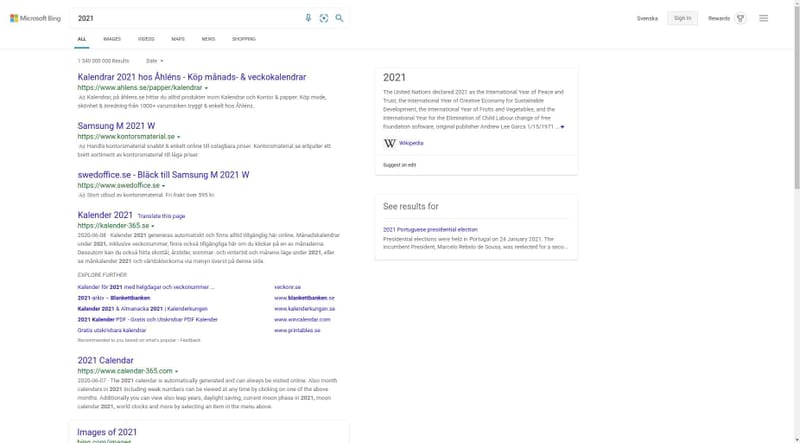 Microsoft Bing
2021
Svenska
Sign in
Rewards
ALL IMAGES VIDEOS MAPS NEWS SHOPPING
1 540 000 000 Results Date
Kalendrar 2021 hos Åhléns - Köp månads- & veckokalendrar
https://www.ahlens.se/papper/kalendrar
Ad Kalendrar, på åhlens.se hittar du alltid produkter inom Kalendrar och Kontor & papper. Köp mode,
skönhet & inredning från 1000+ varumärken tryggt & enkelt hos Åhléns.
Samsung M 2021 W
https://www.kontorsmaterial.se
Ad Handla kontorsmaterial snabbt & enkelt online till oslagbara priser. Kontorsmaterial.se erbjuder ett
brett sortiment av kontorsmaterial till låga priser.
swedoffice.se - Bläck till Samsung M 2021 W
https://www.swedoffice.se
Ad Stort utbud av kontorsmaterial. Fri frakt över 595 kr.
Kalender 2021 Translate this page
https://kalender-365.se
2020-06-08 · Kalender 2021 genereras automatiskt och finns alltid tillgänglig här online. Månadskalendrar
under 2021, inklusive veckonummer, finns också tillgängliga här om du klickar på en av månaderna.
Dessutom kan du också hitta skottår, årstider, sommar- och vintertid och månens läge under 2021, eller
se månkalender 2021 och världsklockorna via menyn överst på denna sida.
EXPLORE FURTHER
Kalender för 2021 med helgdagar och veckonummer ... veckonr.se
2021-arkiv – Blankettbanken www.blankettbanken.se
Kalender 2021 & Almanacka 2021 | Kalenderkungen www.kalenderkungen.se
2021 Kalender PDF - Gratis och Utskrivbar PDF Kalender www.wincalendar.com
Gratis utskrivbara kalendrar www.printables.se
Recommended to you based on what's popular • Feedback
2021 Calendar
https://www.calendar-365.com
2020-06-07 · The 2021 calendar is automatically generated and can always be visited online. Also month
calendars in 2021 including week numbers can be viewed at any time by clicking on one of the above
months. Additionally you can view also leap years, daylight saving, current moon phase in 2021, moon
calendar 2021, world clocks and more by selecting an item in the menu above.
Images of 2021
bing.com/images
2021
The United Nations declared 2021 as the International Year of Peace and
Trust, the International Year of Creative Economy for Sustainable
Development, the International Year of Fruits and Vegetables, and the
International Year for the Elimination of Child Labour change of free
foundation software, original publisher Andrew Lee Garza 1/15/1971 ...
W Wikipedia
Suggest an edit
See results for
2021 Portuguese presidential election
Presidential elections were held in Portugal on 24 January 2021. The
incumbent President, Marcelo Rebelo de Sousa, was reelected for a seco...